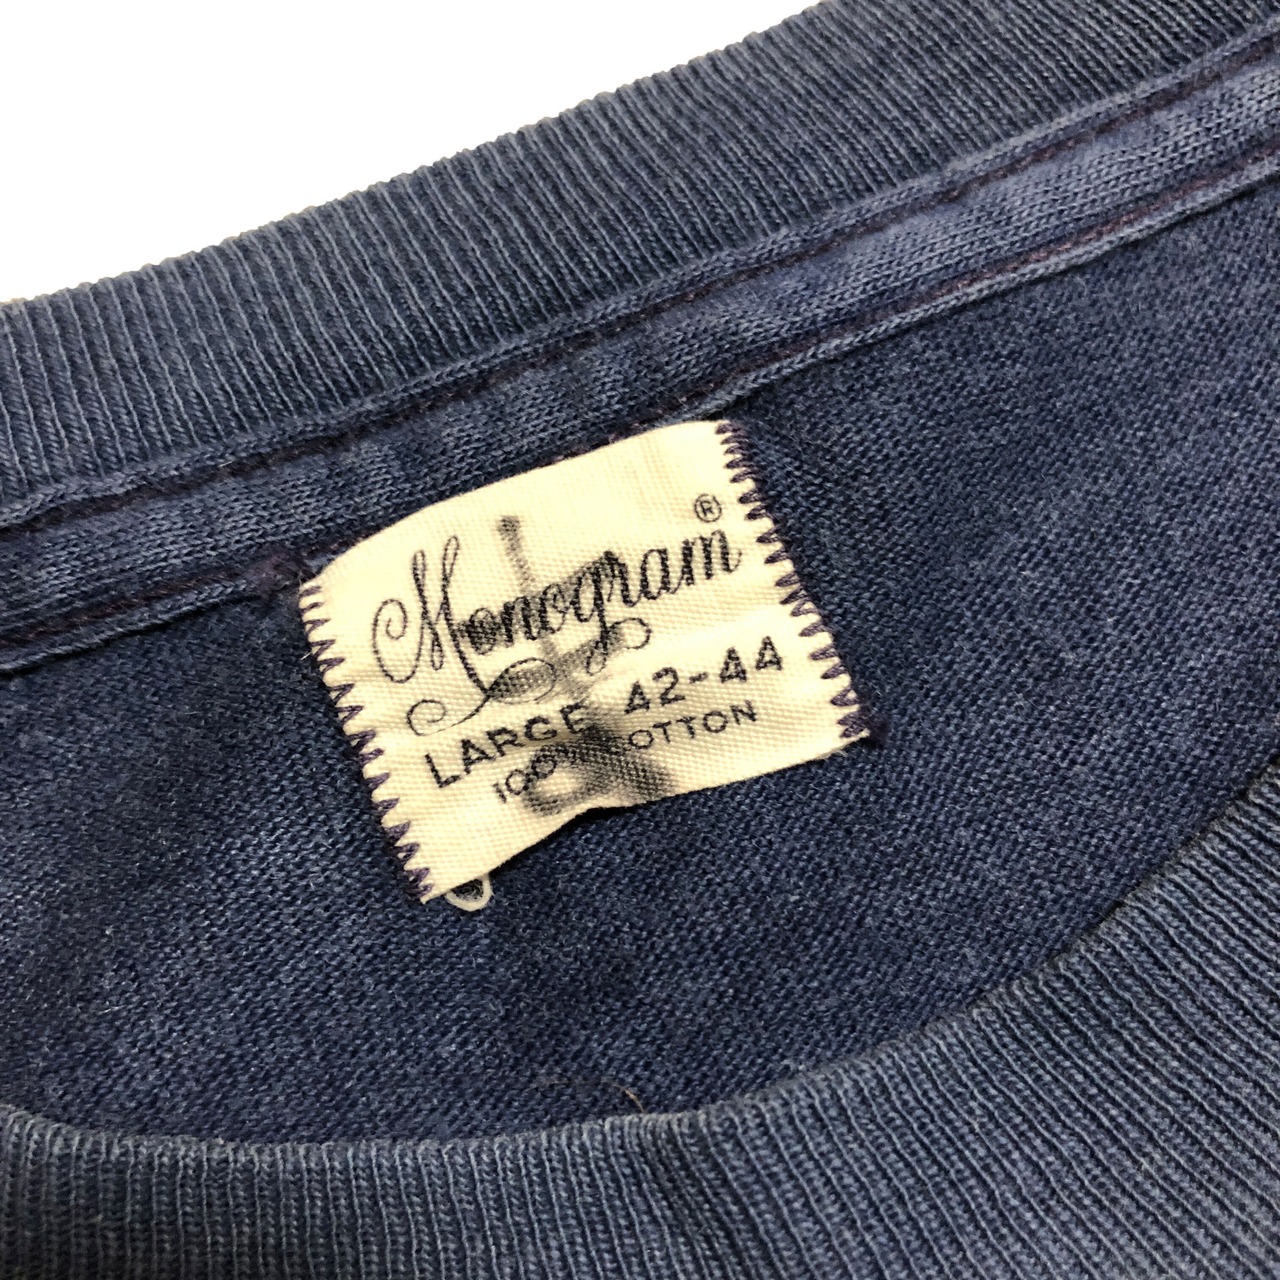 Monogram®
LARGE 42-44
100% COTTON